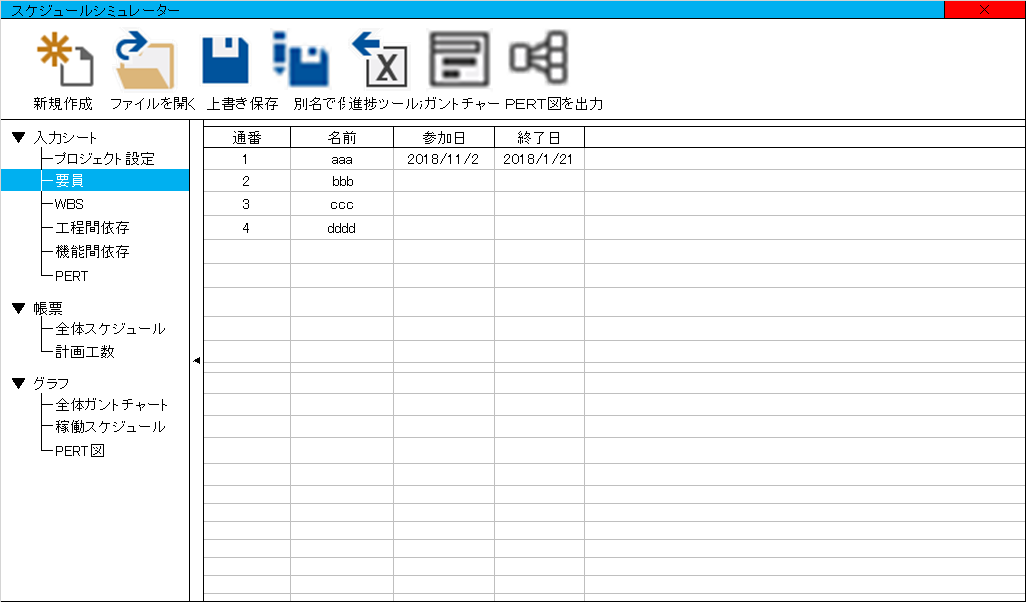 スケジュールシミュレーター
新規作成 ファイルを開く 上書き保存 別名で 進捗ツール ガントチャー PERT図を出力
▼ 入力シート
プロジェクト設定
要員
WBS
工程間依存
機能間依存
PERT
▼ 帳票
全体スケジュール
計画工数
▼ グラフ
全体ガントチャート
稼働スケジュール
PERT図
通番 名前 参加日 終了日
1 aaa 2018/11/2 2018/1/21
2 bbb
3 ccc
4 dddd